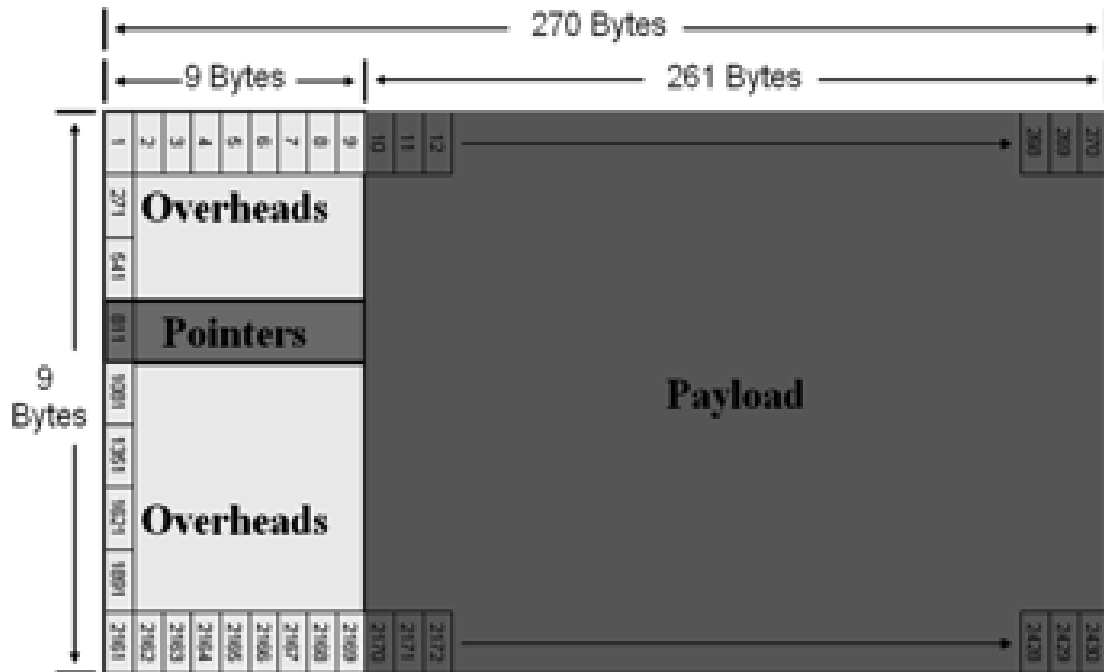 270 Bytes
9 Bytes
261 Bytes
1 2 3 4 5 6 7 8 9 10 11 12
268 269 270
271
Overheads
541
811
Pointers
9
Bytes
1081
Payload
1351
1621
Overheads
1891
2161 2162 2163 2164 2165 2166 2167 2168 2169 2170 2171 2172
2428 2429 2430